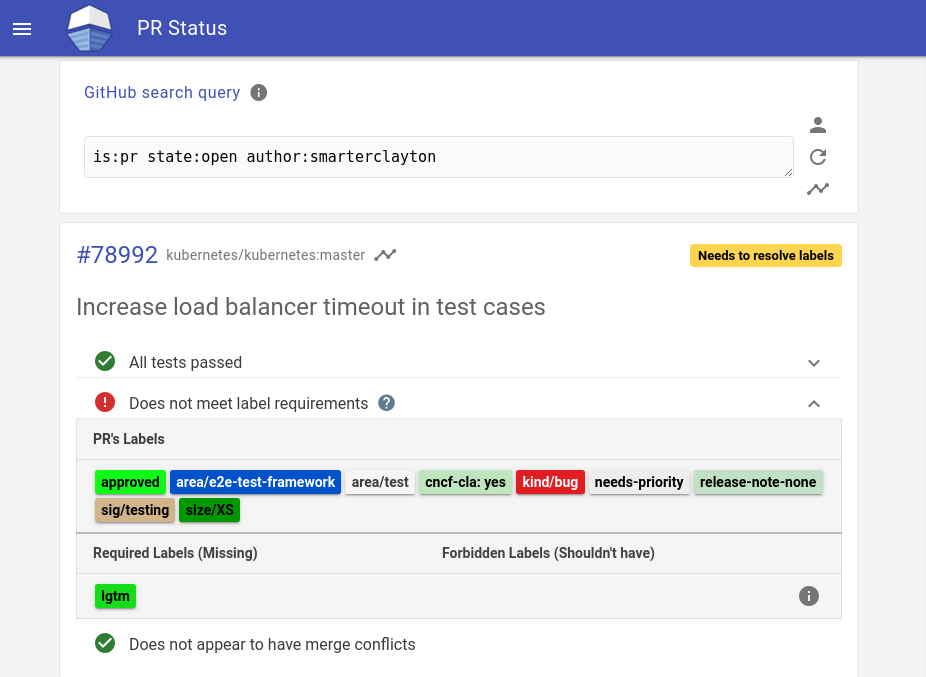 PR Status
GitHub search query
is:pr state:open author:smarterclayton
#78992 kubernetes/kubernetes:master Needs to resolve labels
Increase load balancer timeout in test cases
All tests passed
Does not meet label requirements
PR's Labels
approved area/e2e-test-framework area/test cncf-cla: yes kind/bug needs-priority release-note-none
sig/testing size/XS
Required Labels (Missing) Forbidden Labels (Shouldn't have)
lgtm
Does not appear to have merge conflicts